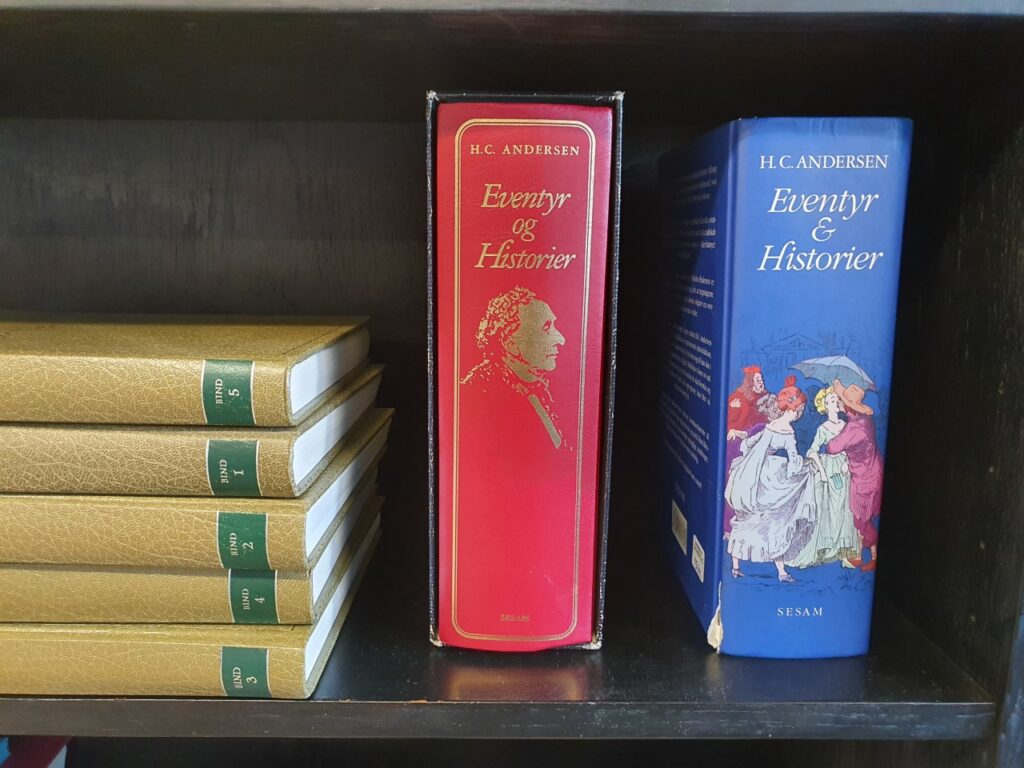 BIND
5
BIND
1
BIND
2
BIND
4
BIND
3
H.C. ANDERSEN
Eventyr
og
Historier
SESAM
H.C. ANDERSEN
Eventyr
&
Historier
SESAM